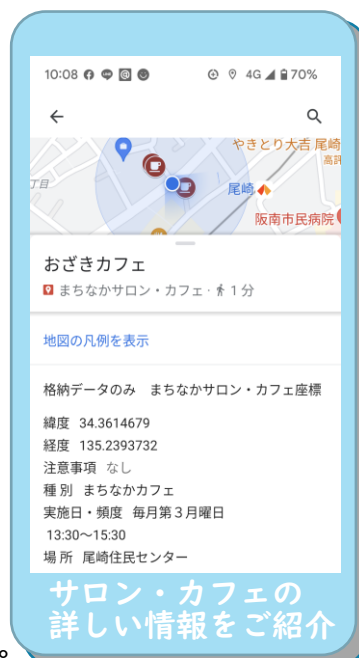 10:08
4G 70%
やきとり大吉 尾崎
高評
丁目
尾崎
阪南市民病院
おざきカフェ
まちなかサロン・カフェ・1 分
地図の凡例を表示
格納データのみ　まちなかサロン・カフェ座標
緯度 34.3614679
経度 135.2393732
注意事項 なし
種別 まちなかカフェ
実施日・頻度 毎月第３月曜日
13:30～15:30
場所 尾崎住民センター
サロン・カフェの
詳しい情報をご紹介
。